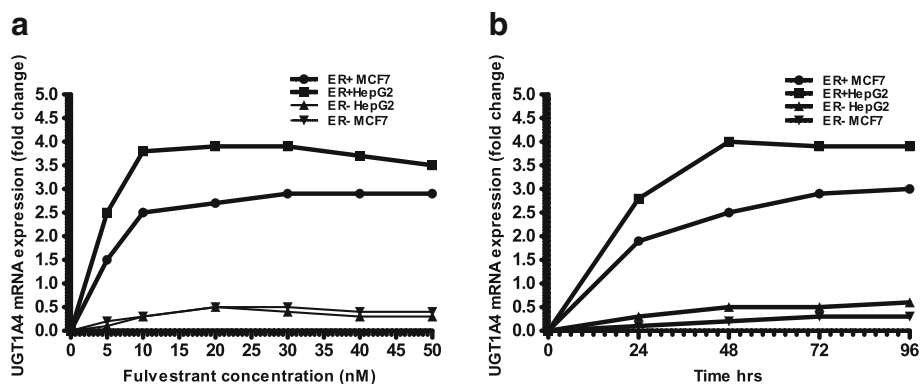 a
UGT1A4 mRNA expression (fold change)
ER+ MCF7
ER+HepG2
ER- HepG2
ER- MCF7
5.0
4.5
4.0
3.5
3.0
2.5
2.0
1.5
1.0
0.5
0.0
0 5 10 15 20 25 30 35 40 45 50
Fulvestrant concentration (nM)
b
UGT1A4 mRNA expression (fold change)
ER+ MCF7
ER+HepG2
ER- HepG2
ER- MCF7
5.0
4.5
4.0
3.5
3.0
2.5
2.0
1.5
1.0
0.5
0.0
0 24 48 72 96
Time hrs